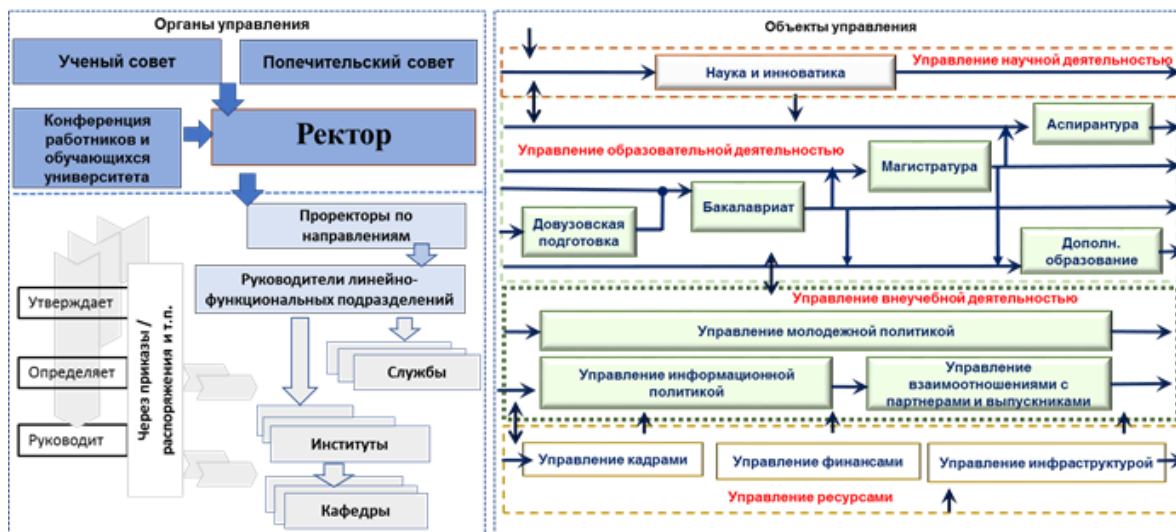 Органы управления
Ученый совет
Попечительский совет
Конференция
работников и
обучающихся
университета
Ректор
Проректоры по
направлениям
Руководители линейно-
функциональных подразделений
Утверждает
Определяет
Руководит
Через приказы /
распоряжения и т.п.
Службы
Институты
Кафедры
Объекты управления
Управление научной деятельностью
Наука и инноватика
Аспирантура
Управление образовательной деятельностью
Магистратура
Бакалавриат
Довузовская
подготовка
Дополн.
образование
Управление внеучебной деятельностью
Управление молодежной политикой
Управление информационной
политикой
Управление
взаимоотношениями с
партнерами и выпускниками
Управление кадрами
Управление финансами
Управление инфраструктурой
Управление ресурсами